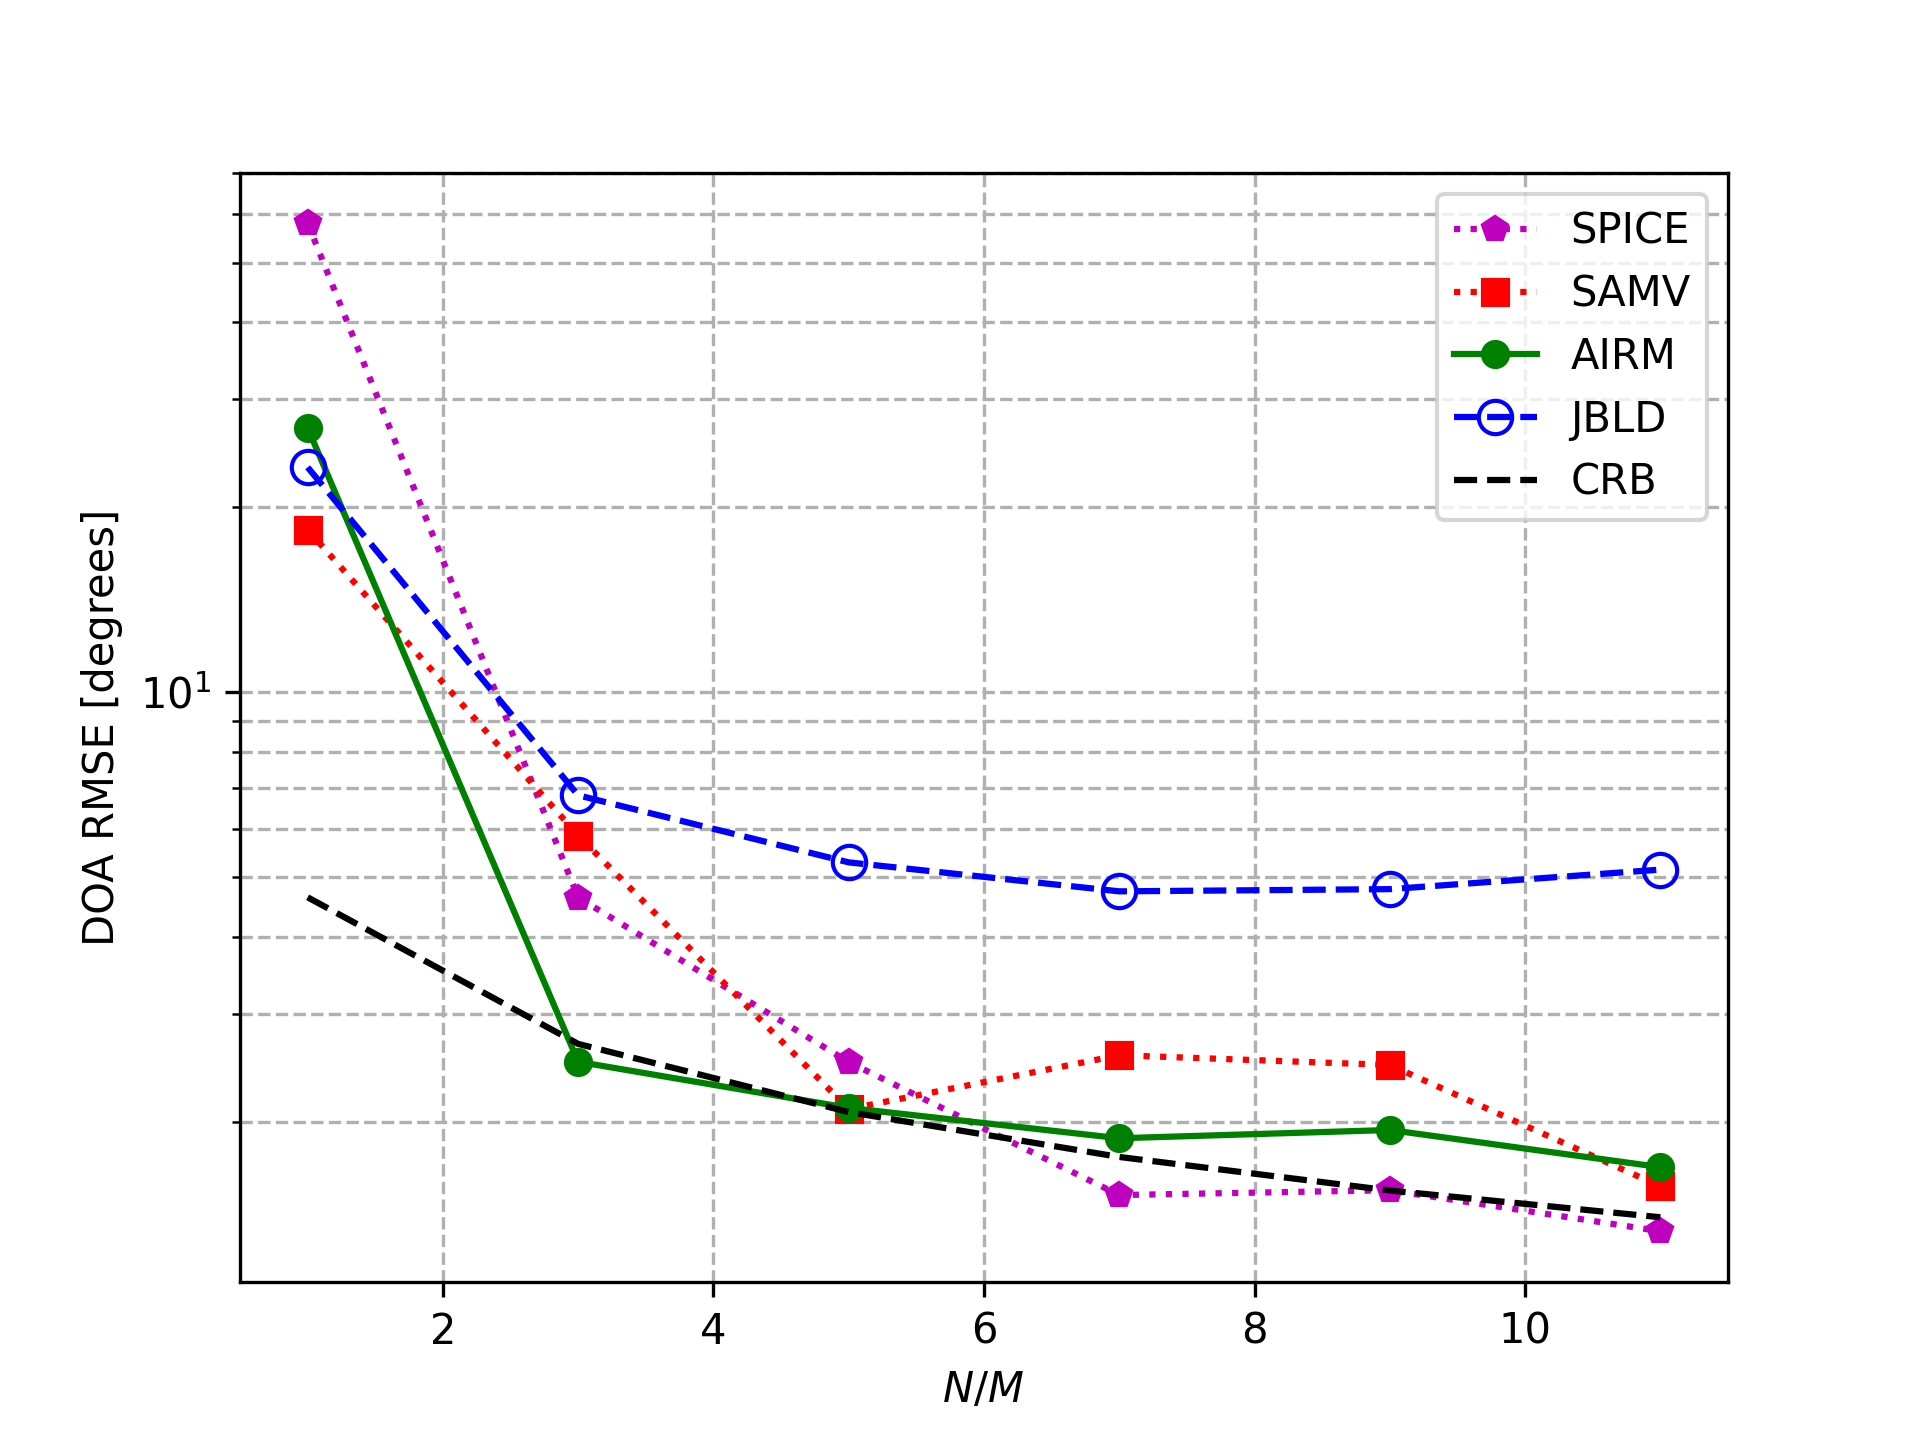 SPICE
SAMV
AIRM
JBLD
CRB
DOA RMSE [degrees]
10¹
2 4 6 8 10
N/M